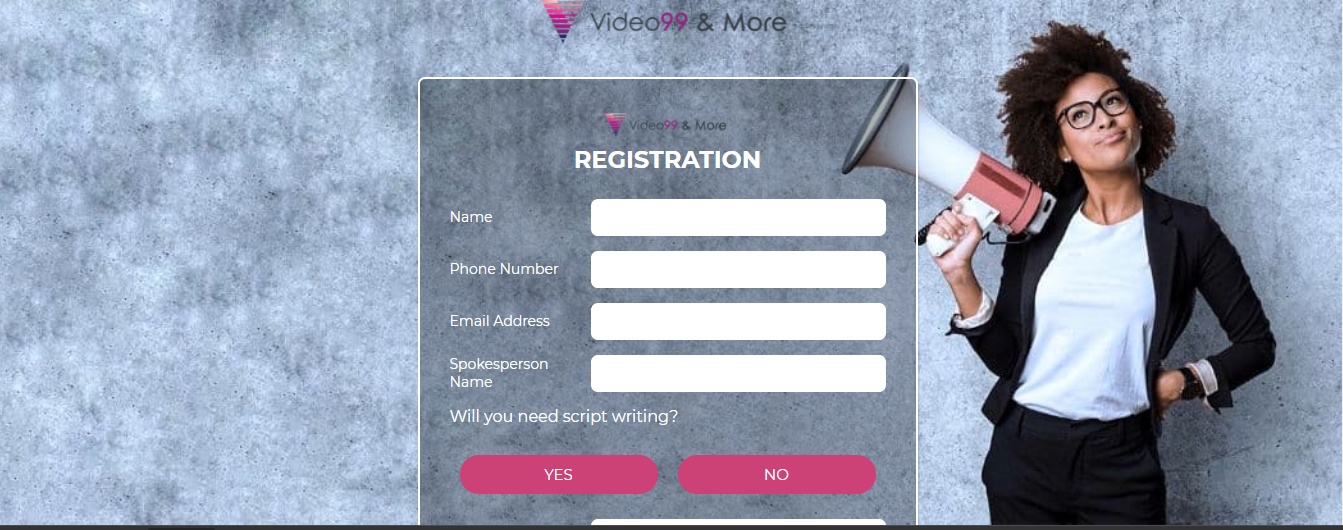 Video99 & More
Video99 & More
REGISTRATION
Name
Phone Number
Email Address
Spokesperson
Name
Will you need script writing?
YES
NO